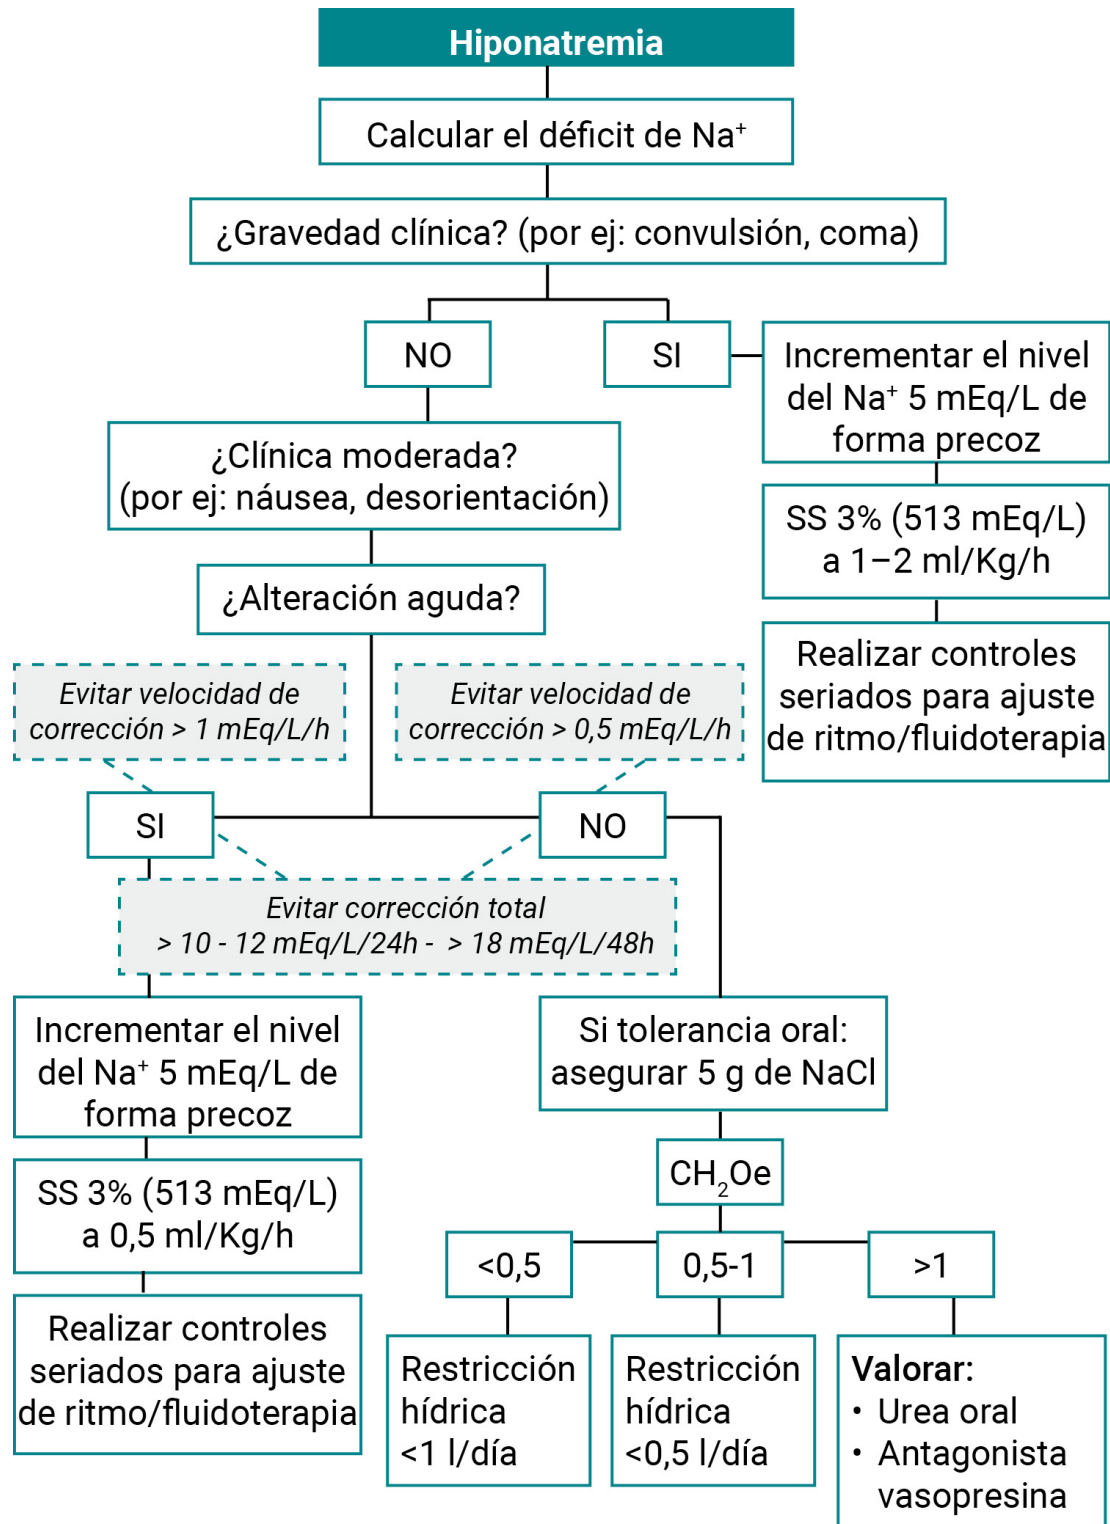 Hiponatremia
Calcular el déficit de Na⁺
¿Gravedad clínica? (por ej: convulsión, coma)
NO
SI
Incrementar el nivel
del Na⁺ 5 mEq/L de
forma precoz
SS 3% (513 mEq/L)
a 1–2 ml/Kg/h
Realizar controles
seriados para ajuste
de ritmo/fluidoterapia
¿Clínica moderada?
(por ej: náusea, desorientación)
¿Alteración aguda?
Evitar velocidad de
corrección > 1 mEq/L/h
Evitar velocidad de
corrección > 0,5 mEq/L/h
SI
NO
Evitar corrección total
> 10 - 12 mEq/L/24h - > 18 mEq/L/48h
Incrementar el nivel
del Na⁺ 5 mEq/L de
forma precoz
SS 3% (513 mEq/L)
a 0,5 ml/Kg/h
Realizar controles
seriados para ajuste
de ritmo/fluidoterapia
Si tolerancia oral:
asegurar 5 g de NaCl
CH₂Oe
<0,5
0,5-1
>1
Restricción
hídrica
<1 l/día
Restricción
hídrica
<0,5 l/día
Valorar:
• Urea oral
• Antagonista
vasopresina